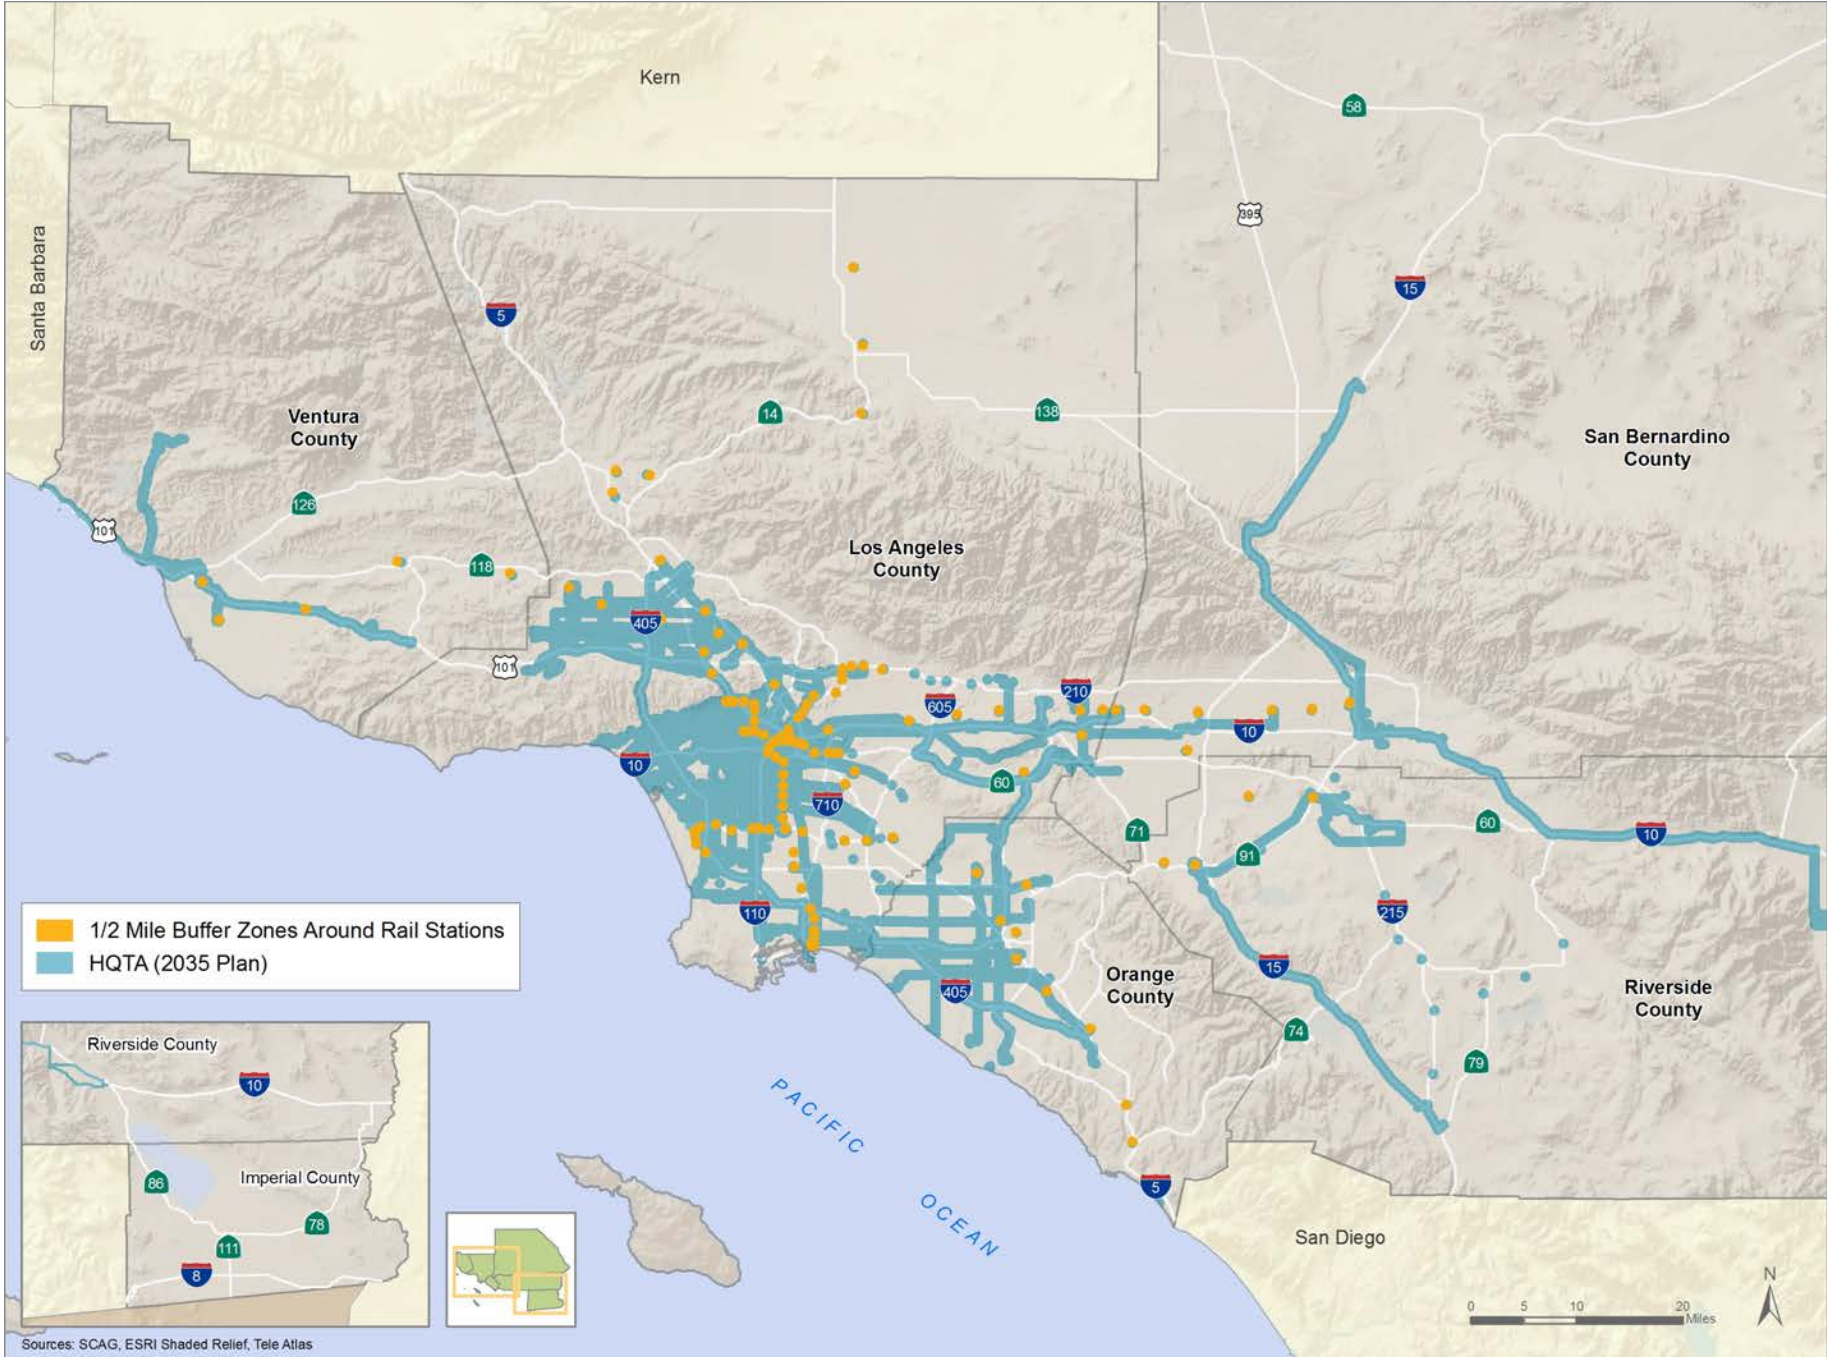 Kern
58
Santa Barbara
395
15
5
Ventura
County
14
138
San Bernardino
County
126
101
118
Los Angeles
County
405
101
210
605
10
10
60
710
71
60
10
91
110
215
1/2 Mile Buffer Zones Around Rail Stations
HQTA (2035 Plan)
15
405
Orange
County
Riverside
County
74
79
Riverside County
10
PACIFIC
OCEAN
Imperial County
86
78
111
8
5
San Diego
N
0 5 10 20
Miles
Sources: SCAG, ESRI Shaded Relief, Tele Atlas